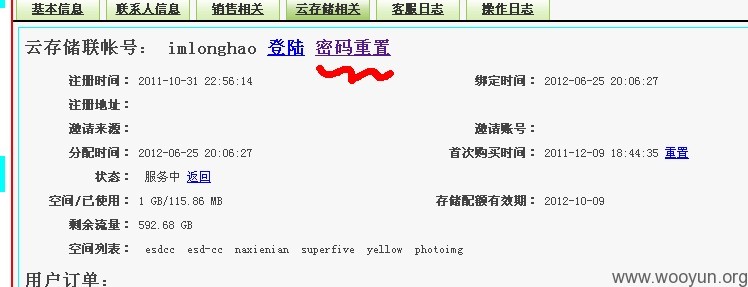 基本信息 联系人信息 销售相关 云存储相关 客服日志 操作日志
云存储联帐号： imlonghao 登陆 密码重置
注册时间： 2011-10-31 22:56:14 绑定时间： 2012-06-25 20:06:27
注册地址：
邀请来源： 邀请账号：
分配时间： 2012-06-25 20:06:27 首次购买时间： 2011-12-09 18:44:35 重置
状态： 服务中 返回
空间/已使用： 1 GB/115.86 MB 存储配额有效期： 2012-10-09
剩余流量： 592.68 GB
空间列表： esdcc esd-cc naxienian superfive yellow photoimg
用户订单：
www.wooyun.org